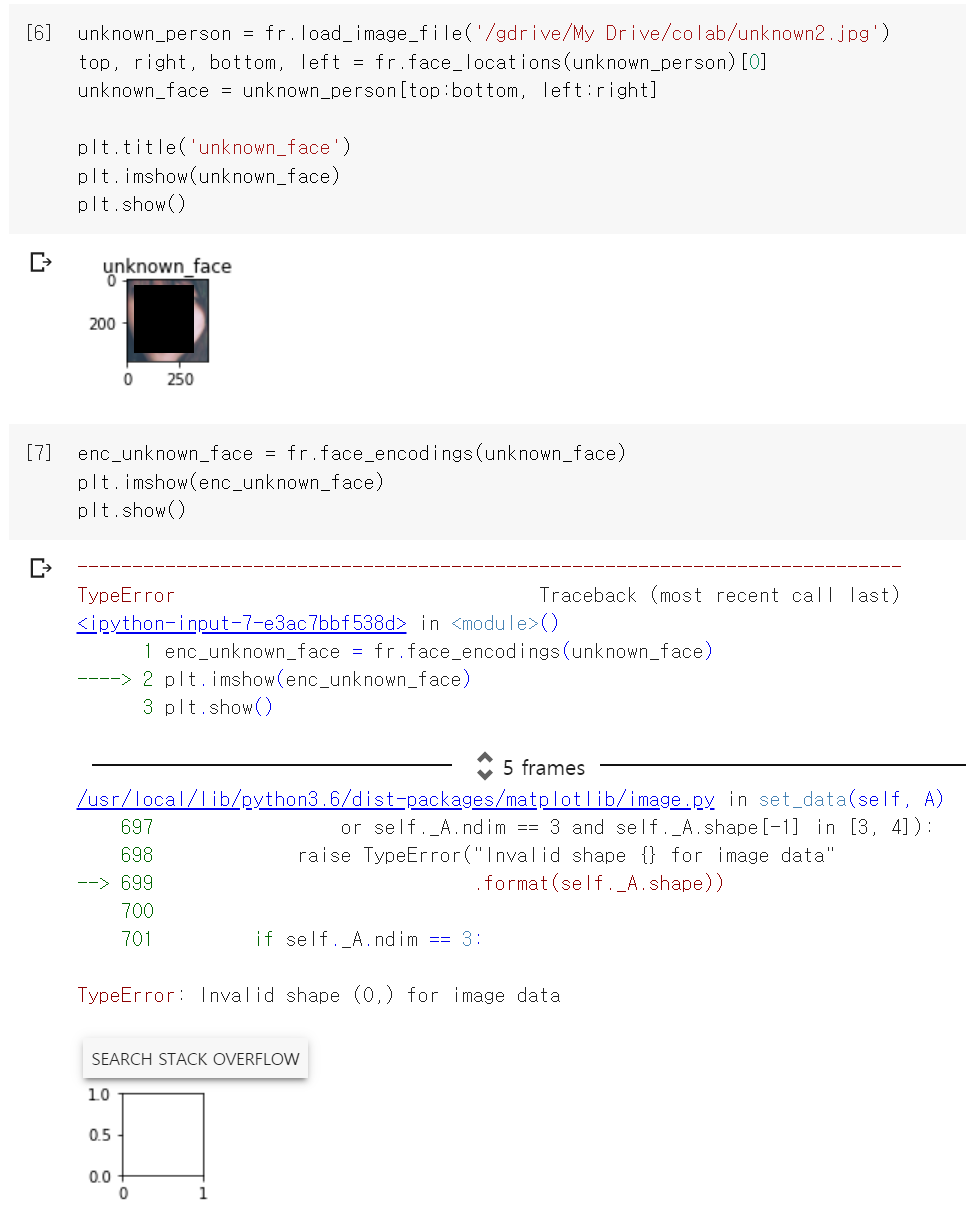 [6] unknown_person = fr.load_image_file('/gdrive/My Drive/colab/unknown2.jpg')
top, right, bottom, left = fr.face_locations(unknown_person)[0]
unknown_face = unknown_person[top:bottom, left:right]
plt.title('unknown_face')
plt.imshow(unknown_face)
plt.show()
unknown_face
0
200
0 250
[7] enc_unknown_face = fr.face_encodings(unknown_face)
plt.imshow(enc_unknown_face)
plt.show()
---------------------------------------------------------------------------
TypeError Traceback (most recent call last)
<ipython-input-7-e3ac7bbf538d> in <module>()
1 enc_unknown_face = fr.face_encodings(unknown_face)
----> 2 plt.imshow(enc_unknown_face)
3 plt.show()
5 frames
/usr/local/lib/python3.6/dist-packages/matplotlib/image.py in set_data(self, A)
697 or self._A.ndim == 3 and self._A.shape[-1] in [3, 4]):
698 raise TypeError("Invalid shape {} for image data"
--> 699 .format(self._A.shape))
700
701 if self._A.ndim == 3:
TypeError: Invalid shape (0,) for image data
SEARCH STACK OVERFLOW
1.0
0.5
0.0
0 1